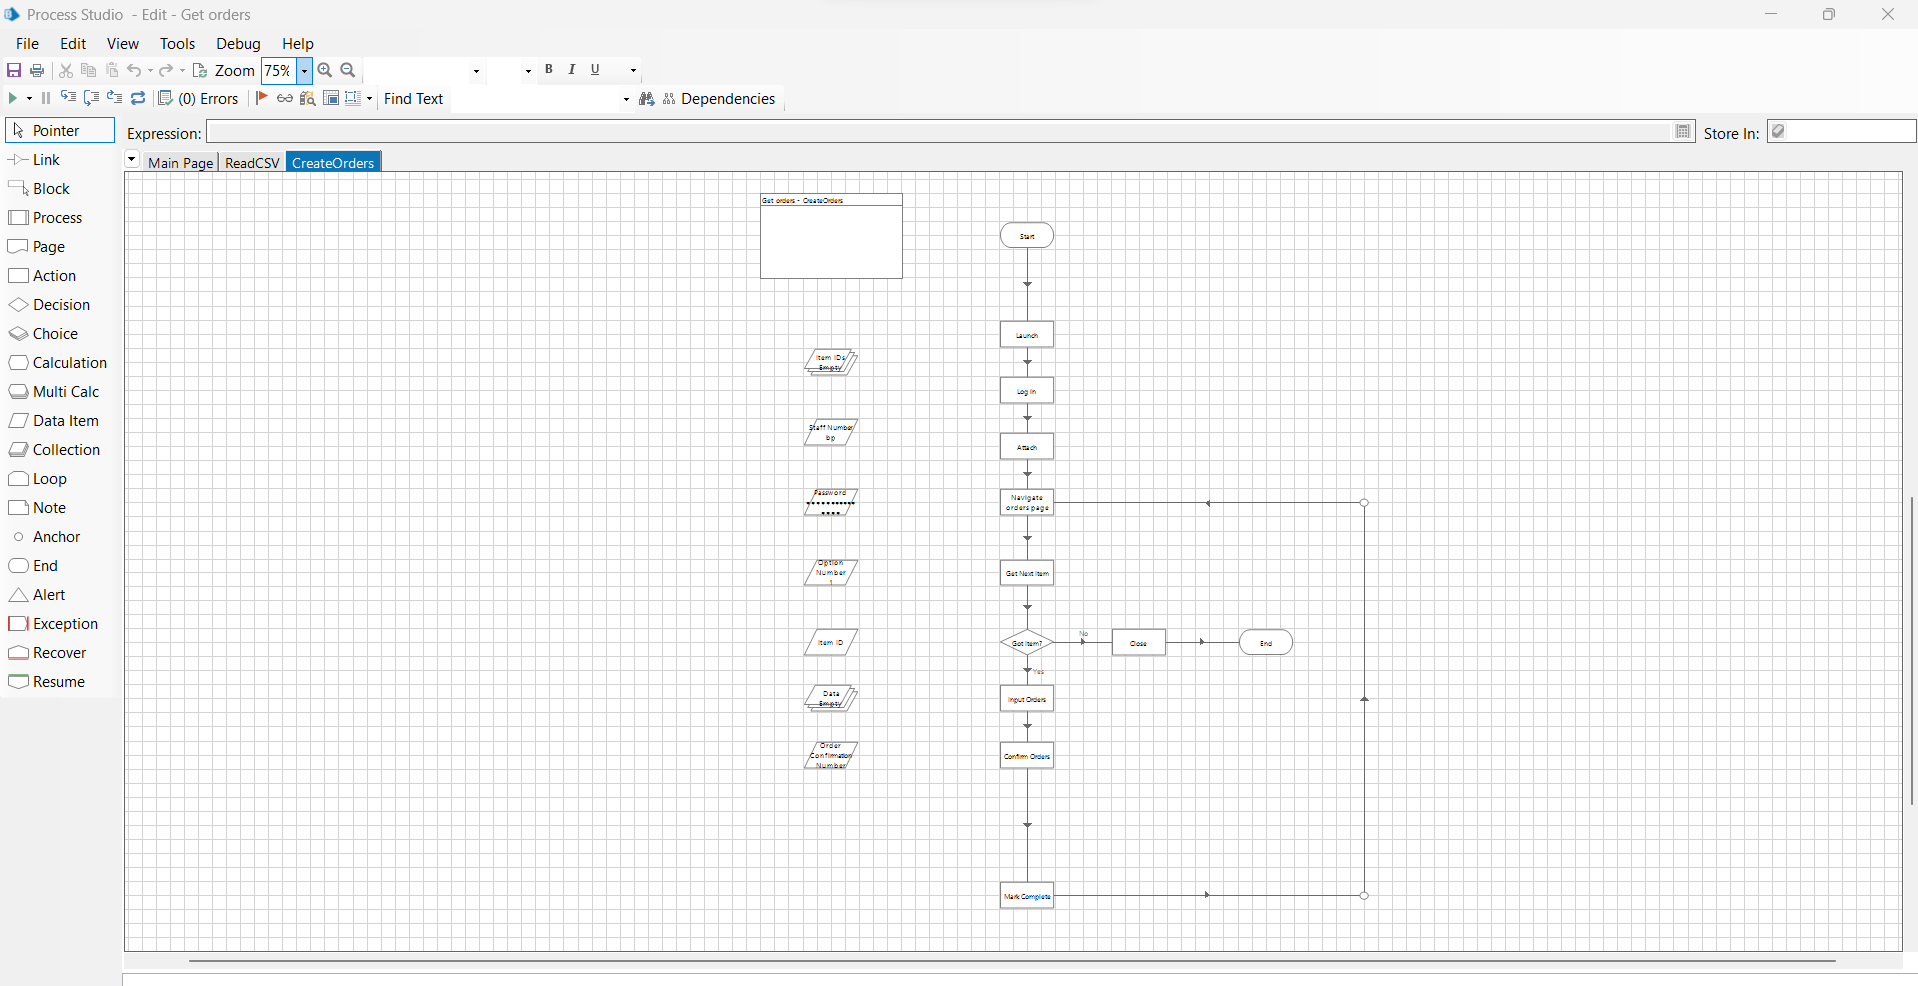 Process Studio - Edit - Get orders
File Edit View Tools Debug Help
Zoom 75% B I U
(0) Errors Find Text Dependencies
Pointer
Link
Block
Process
Page
Action
Decision
Choice
Calculation
Multi Calc
Data Item
Collection
Loop
Note
Anchor
End
Alert
Exception
Recover
Resume
Expression: Store In:
Main Page ReadCSV CreateOrders
Get orders - CreateOrders
Item IDs
Empty
Staff Number
bp
Password
••••••••••
••••
Option
Number
1
Item ID
Data
Empty
Order
Confirmation
Number
Start
Launch
Log In
Attach
Navigate
orders page
Get Next Item
Got Item?
No
Close
End
Yes
Input Orders
Confirm Orders
Mark Complete